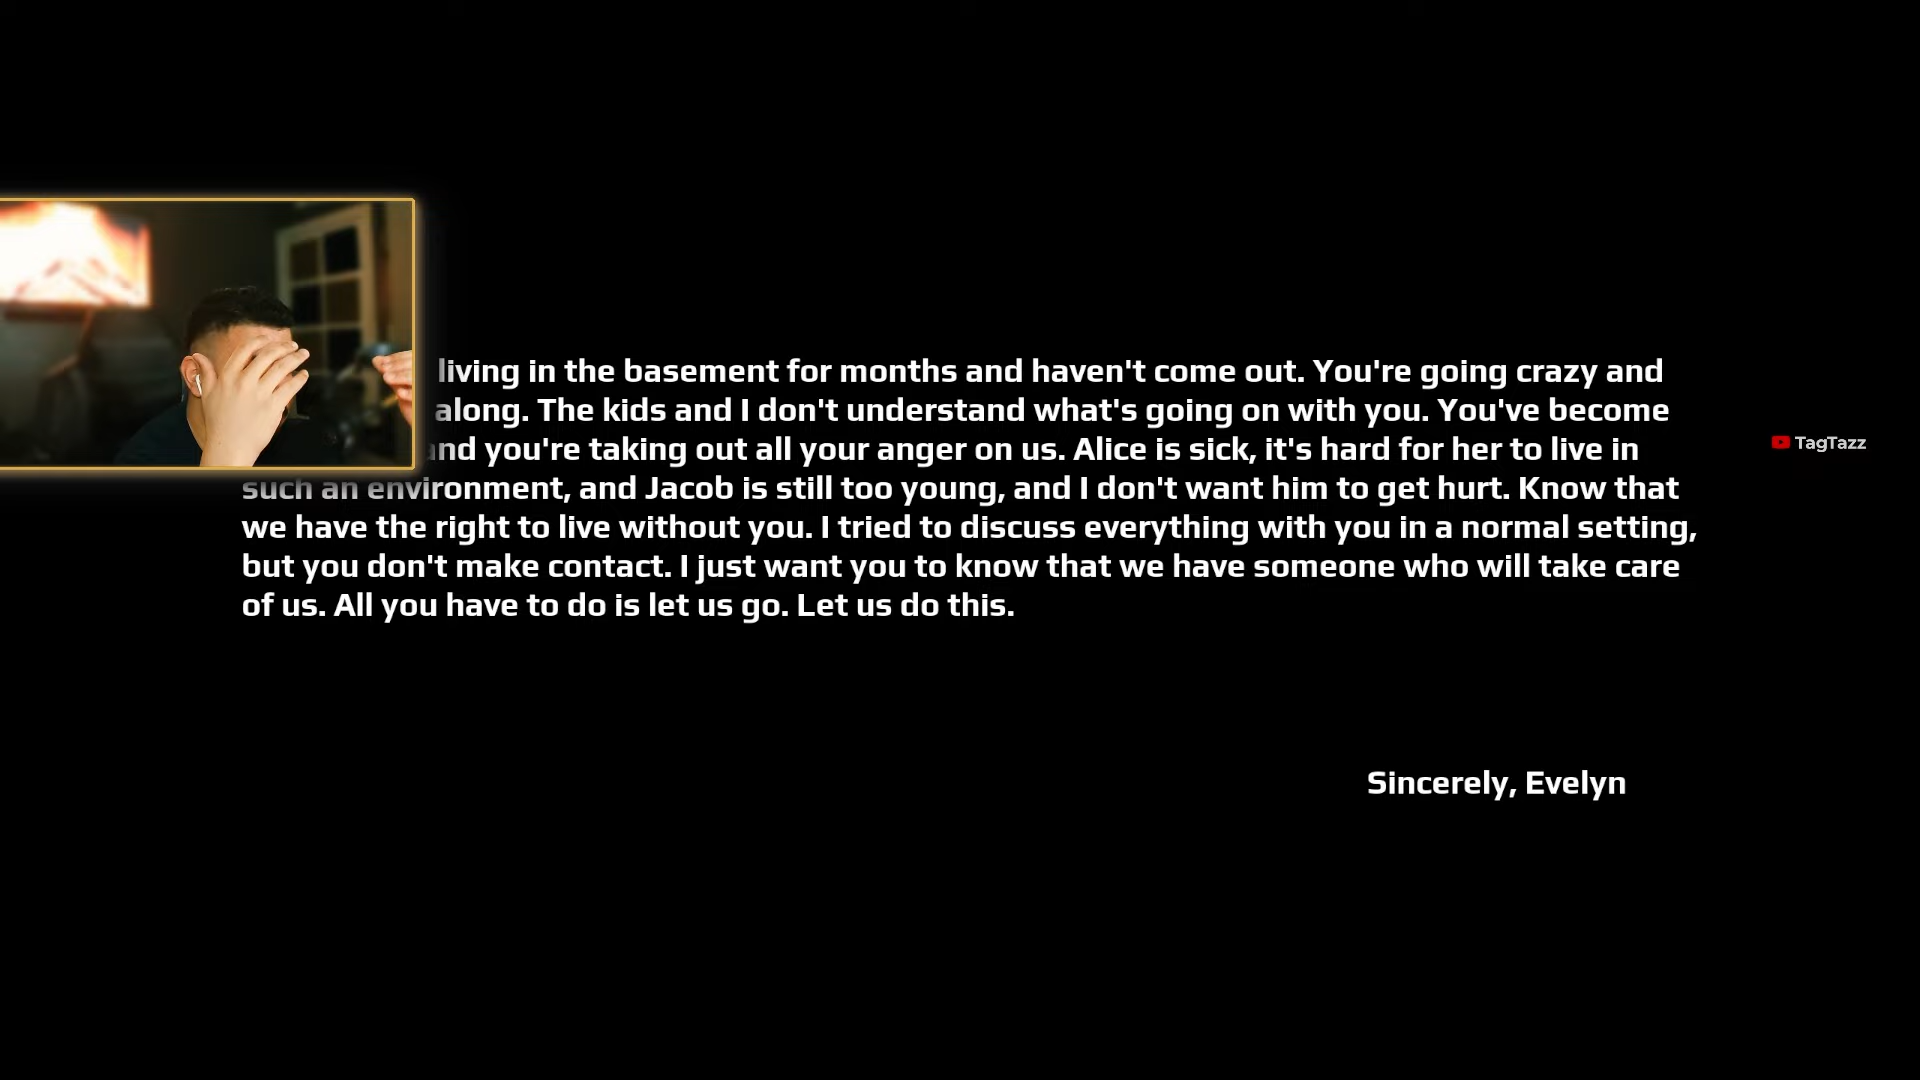 living in the basement for months and haven't come out. You're going crazy and
along. The kids and I don't understand what's going on with you. You've become
and you're taking out all your anger on us. Alice is sick, it's hard for her to live in
such an environment, and Jacob is still too young, and I don't want him to get hurt. Know that
we have the right to live without you. I tried to discuss everything with you in a normal setting,
but you don't make contact. I just want you to know that we have someone who will take care
of us. All you have to do is let us go. Let us do this.
Sincerely, Evelyn
TagTazz